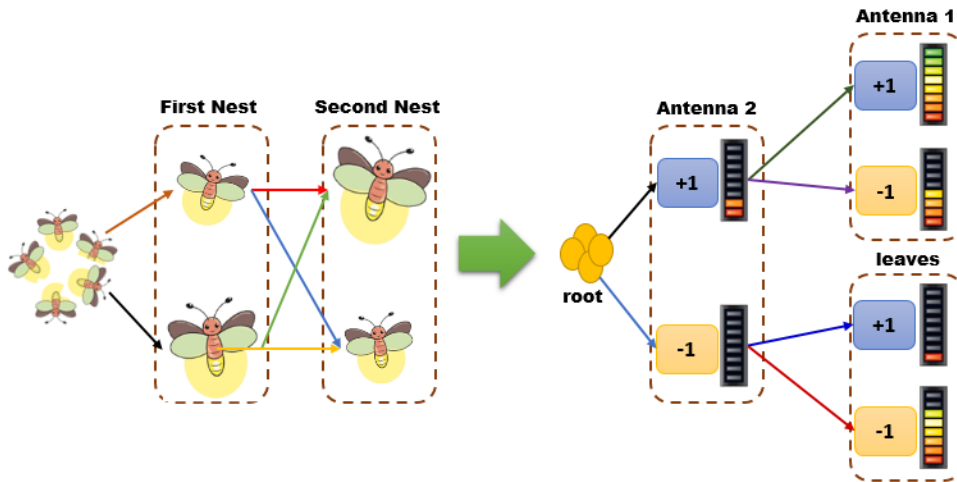 Antenna 1
First Nest
Second Nest
Antenna 2
+1
+1
-1
root
leaves
-1
+1
-1